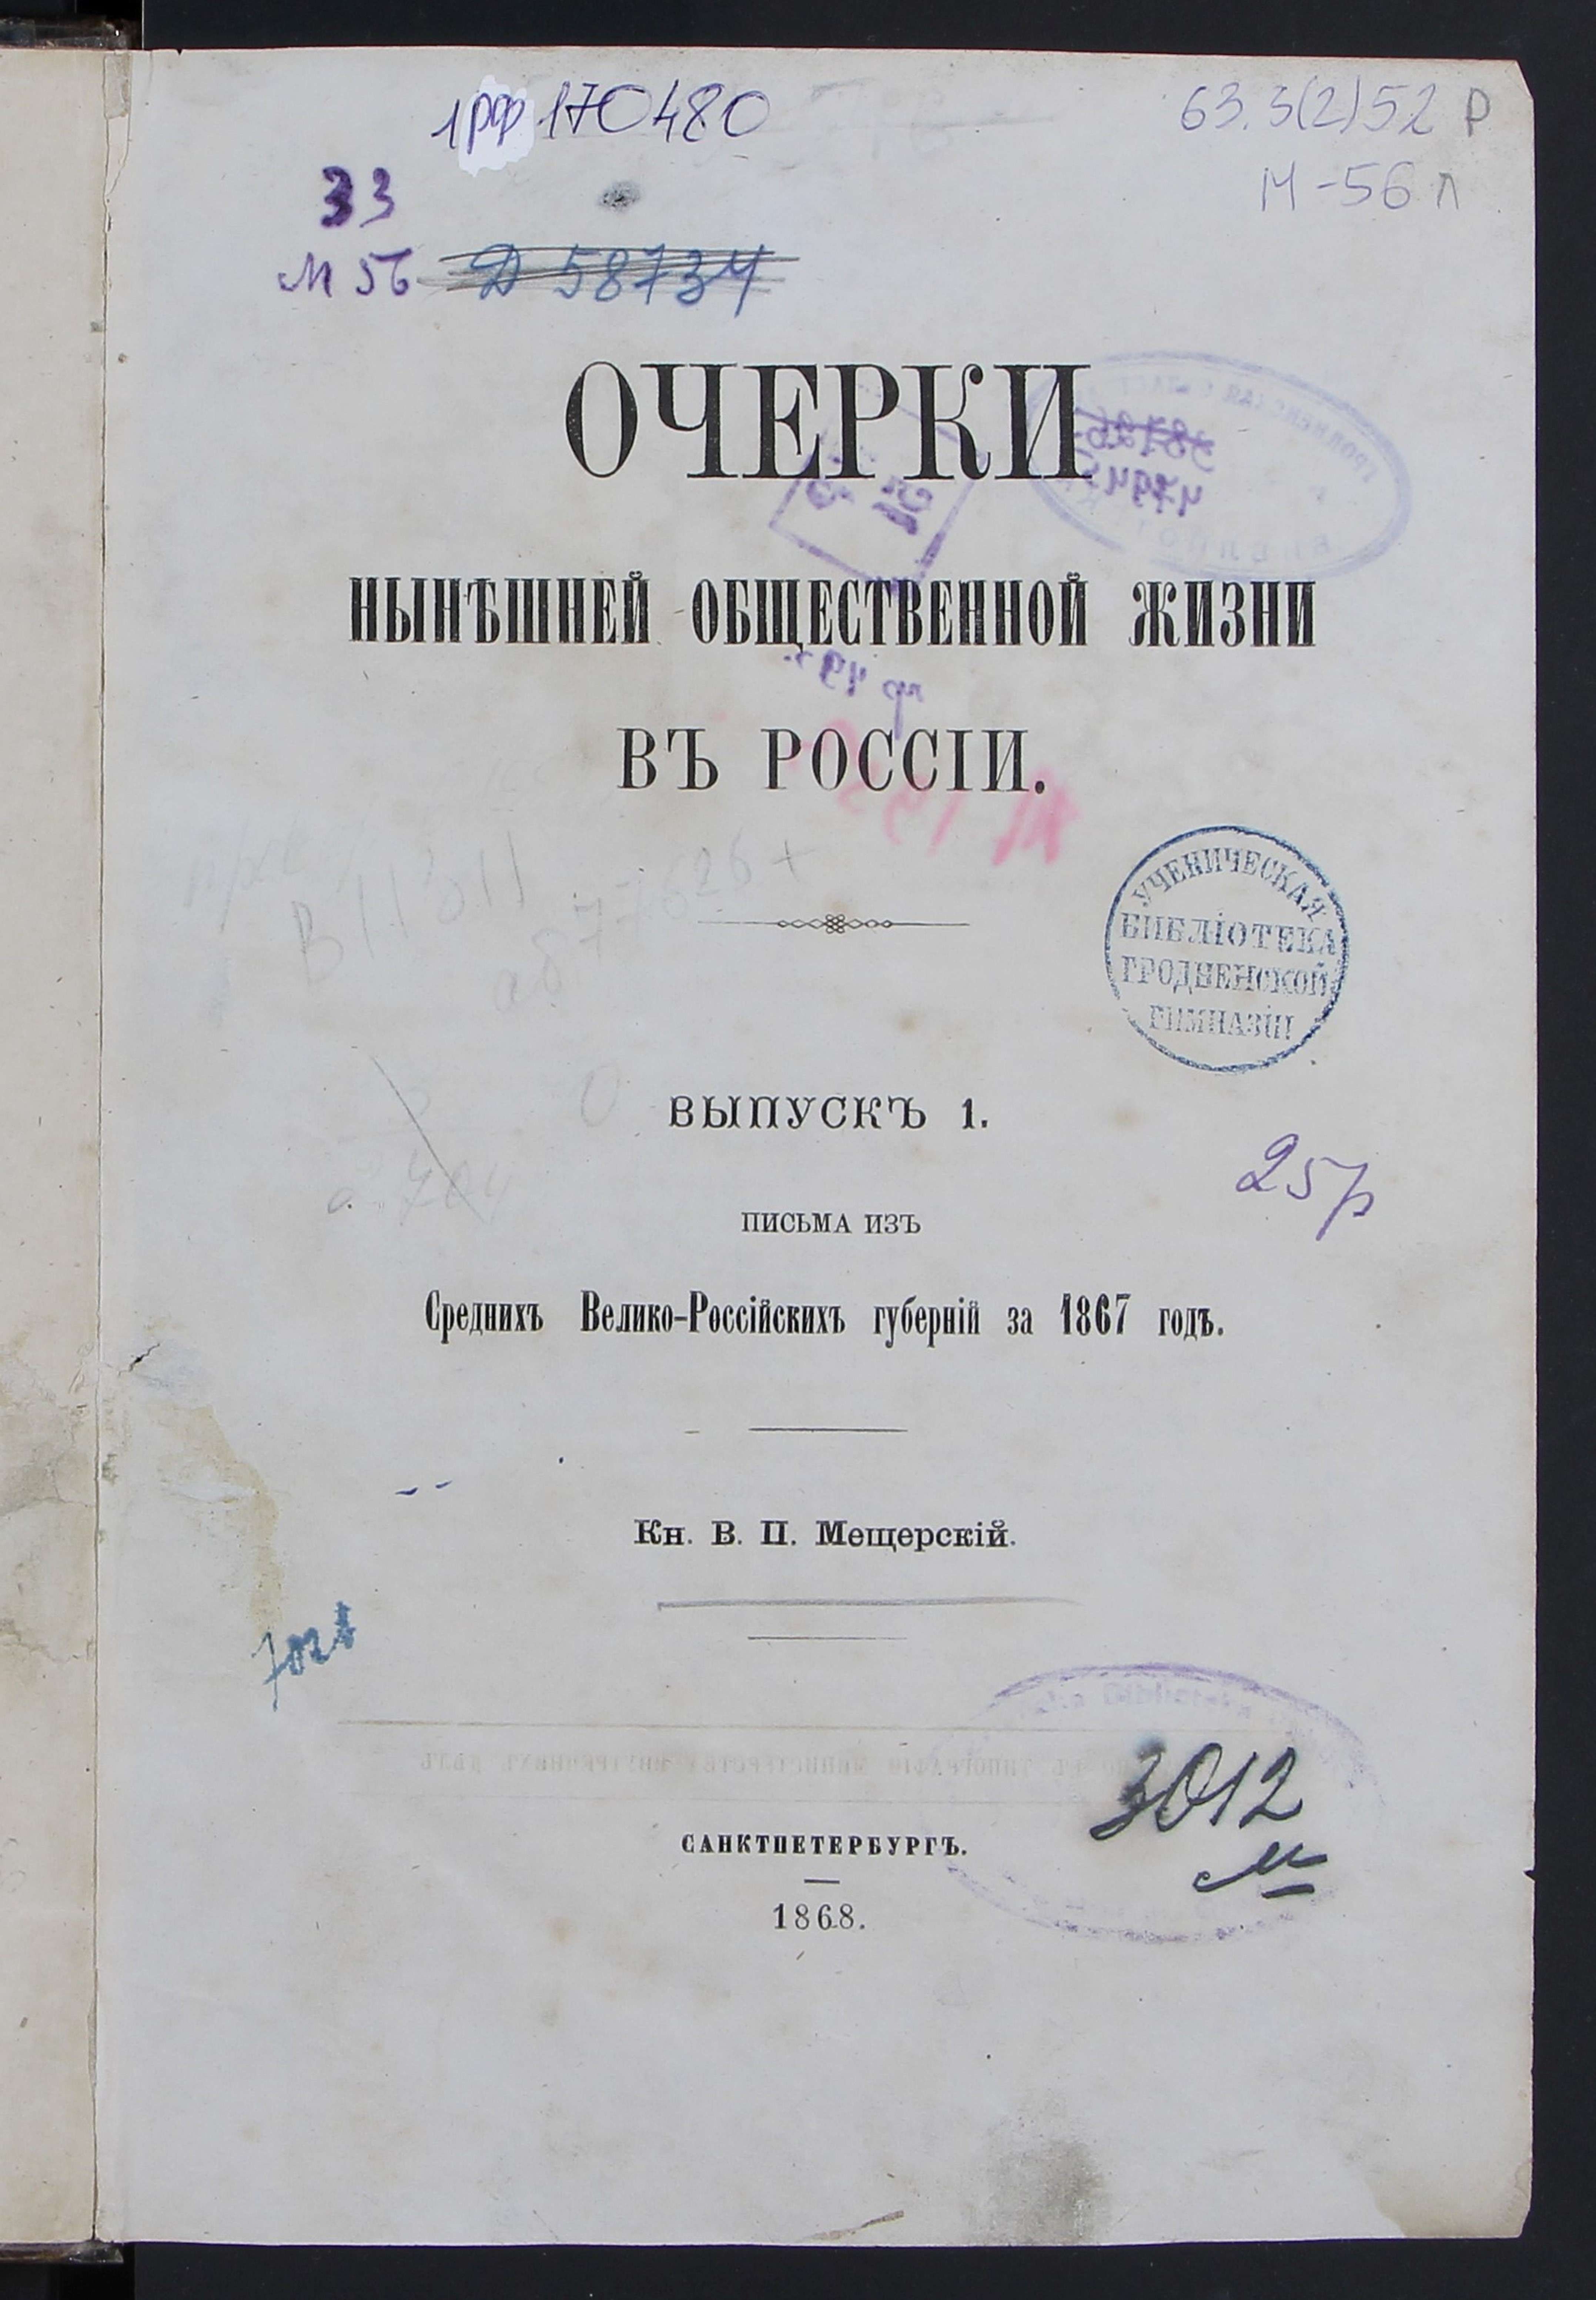 1рф 170480
63.3(2)52 Р
М-56 п
33
М 56 Д 58734
ОЧЕРКИ
НЫНѢШНЕЙ ОБЩЕСТВЕННОЙ ЖИЗНИ
ВЪ РОССІИ.
УЧЕНИЧЕСКАЯ
БИБЛІОТЕКА
ГРОДНЕНСКОЙ
ГИМНАЗІИ
ВЫПУСКЪ 1.
25р
ПИСЬМА ИЗЪ
Среднихъ Велико-Россійскихъ губерній за 1867 годъ.
Кн. В. П. Мещерскій.
3012
М
САНКТПЕТЕРБУРГЪ.
1868.